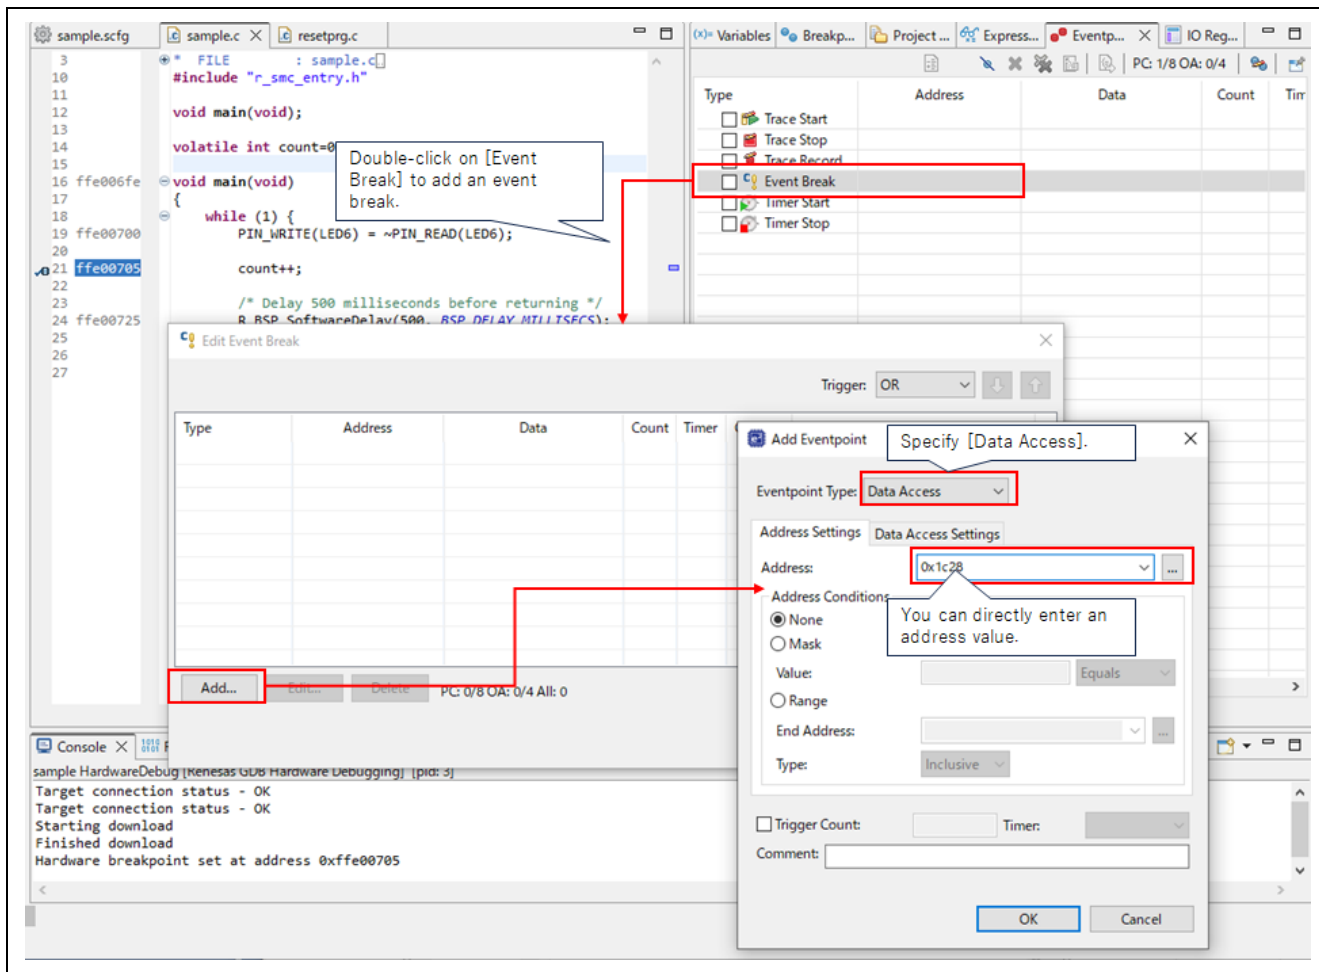 sample.scfg
sample.c
resetprg.c
3 * FILE : sample.c
10 #include "r_smc_entry.h"
11
12 void main(void);
13
14 volatile int count=0
15
16 ffe006fe void main(void)
17 {
18 while (1) {
19 ffe00700 PIN_WRITE(LED6) = ~PIN_READ(LED6);
20
21 ffe00705 count++;
22
23 /* Delay 500 milliseconds before returning */
24 ffe00725 R_BSP_SoftwareDelay(500, BSP_DELAY_MILLISECS);
25
26
27
Double-click on [Event
Break] to add an event
break.
(x)= Variables
Breakp...
Project ...
Express...
Eventp...
IO Reg...
PC: 1/8 OA: 0/4
Type Address Data Count Tim
Trace Start
Trace Stop
Trace Record
Event Break
Timer Start
Timer Stop
Edit Event Break
Trigger: OR
Type Address Data Count Timer
Add... Edit... Delete PC: 0/8 OA: 0/4 All: 0
Add Eventpoint
Specify [Data Access].
Eventpoint Type: Data Access
Address Settings Data Access Settings
Address: 0x1c28 ...
Address Conditions
You can directly enter an
address value.
None
Mask
Value: Equals
Range
End Address: ...
Type: Inclusive
Trigger Count: Timer:
Comment:
OK Cancel
Console
sample HardwareDebug [Renesas GDB Hardware Debugging] [pid: 3]
Target connection status - OK
Target connection status - OK
Starting download
Finished download
Hardware breakpoint set at address 0xffe00705